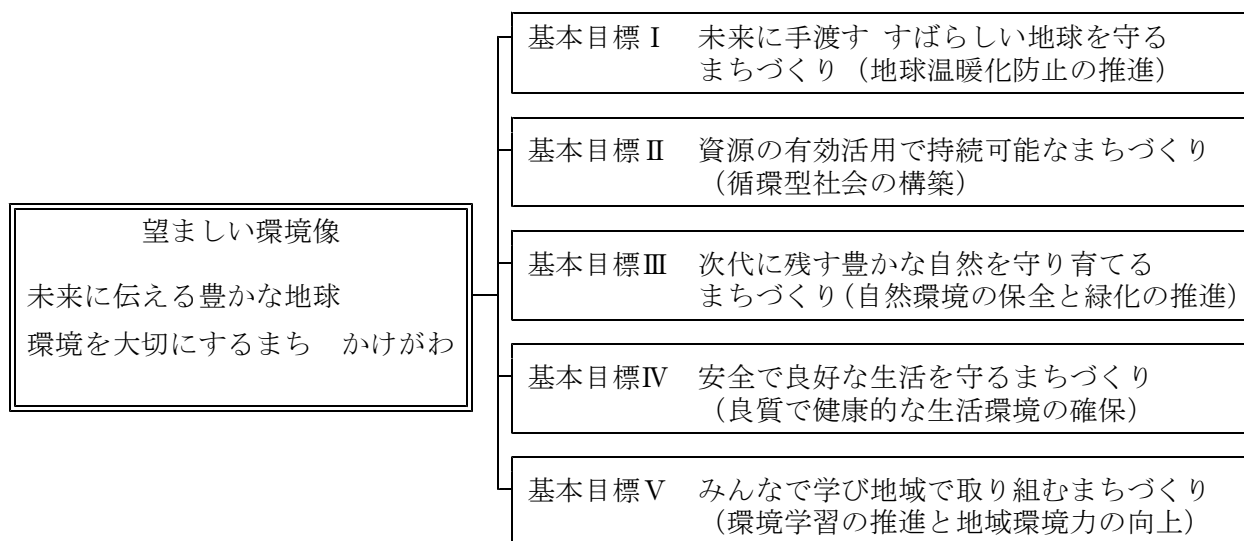 望ましい環境像
未来に伝える豊かな地球
環境を大切にするまち　かけがわ
基本目標Ⅰ　未来に手渡す すばらしい地球を守る
まちづくり（地球温暖化防止の推進）
基本目標Ⅱ　資源の有効活用で持続可能なまちづくり
（循環型社会の構築）
基本目標Ⅲ　次代に残す豊かな自然を守り育てる
まちづくり（自然環境の保全と緑化の推進）
基本目標Ⅳ　安全で良好な生活を守るまちづくり
（良質で健康的な生活環境の確保）
基本目標Ⅴ　みんなで学び地域で取り組むまちづくり
（環境学習の推進と地域環境力の向上）